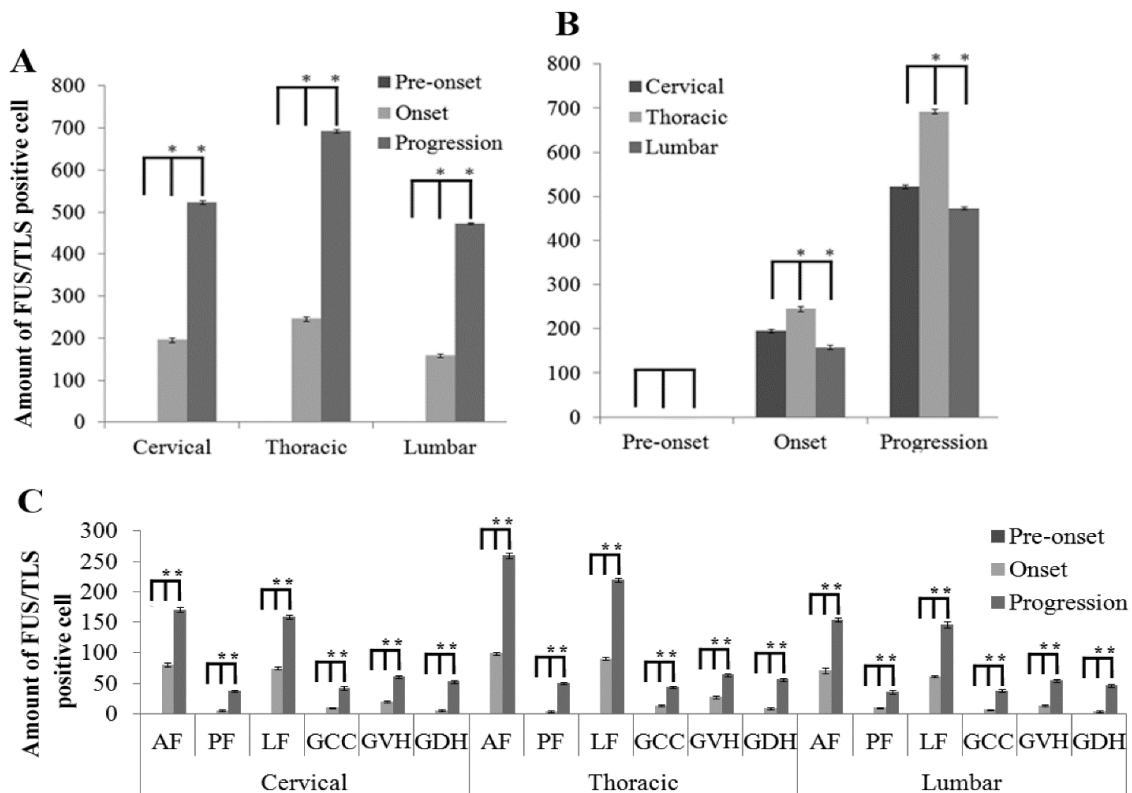 A
Amount of FUS/TLS positive cell
800
700
600
500
400
300
200
100
0
* *
* *
* *
Pre-onset
Onset
Progression
Cervical
Thoracic
Lumbar
B
800
700
600
500
400
300
200
100
0
Cervical
Thoracic
Lumbar
* *
* *
Pre-onset
Onset
Progression
C
Amount of FUS/TLS
positive cell
300
250
200
150
100
50
0
** ** ** ** ** ** ** ** ** ** ** ** ** ** ** ** ** **
Pre-onset
Onset
Progression
AF PF LF GCC GVH GDH AF PF LF GCC GVH GDH AF PF LF GCC GVH GDH
Cervical Thoracic Lumbar